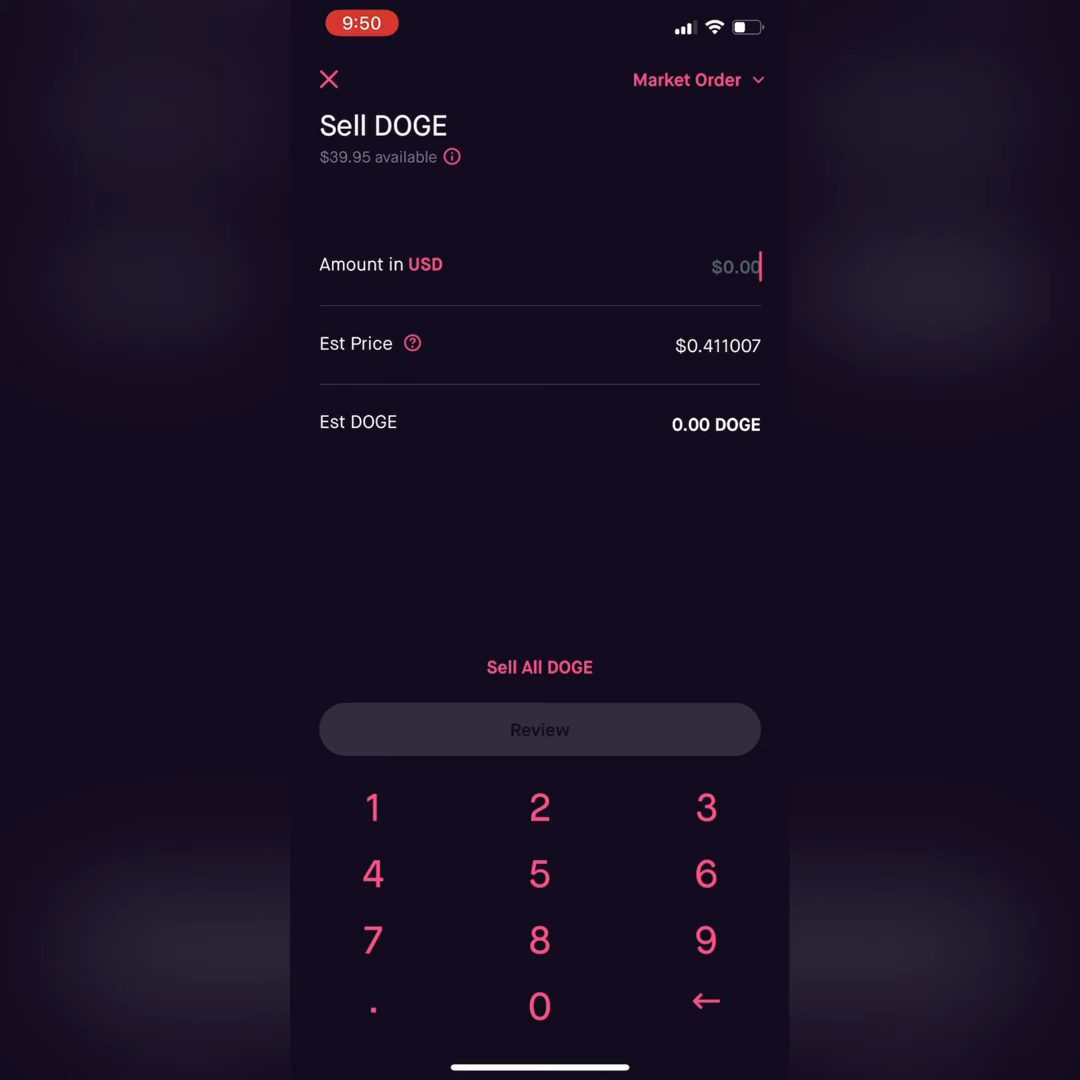 9:50
Market Order
Sell DOGE
$39.95 available
Amount in USD
$0.00
Est Price
$0.411007
Est DOGE
0.00 DOGE
Sell All DOGE
Review
1 2 3
4 5 6
7 8 9
. 0